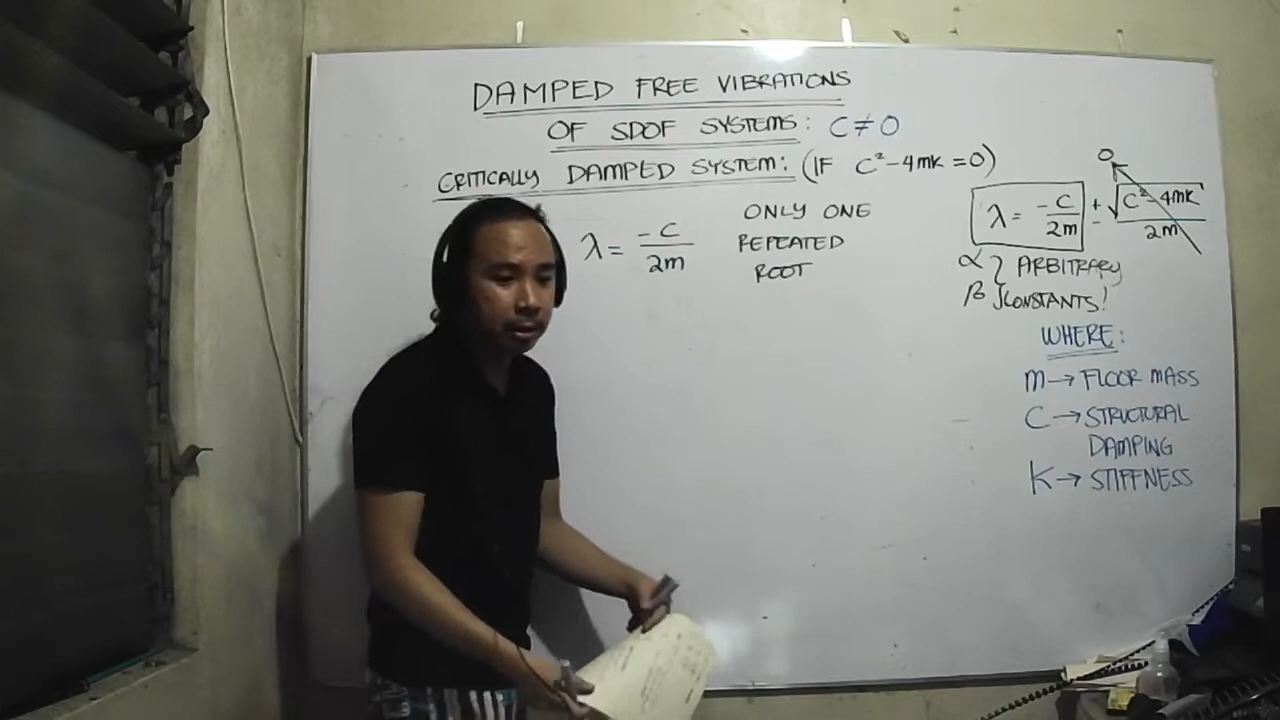 DAMPED FREE VIBRATIONS
OF SDOF SYSTEMS: C≠0
CRITICALLY DAMPED SYSTEM: (IF C²-4mk=0)
λ = -C/2m
ONLY ONE
REPEATED
ROOT
0
λ = -C/2m ± √C²-4mk/2m
α } ARBITRARY
β } CONSTANTS!
WHERE:
m → FLOOR MASS
C → STRUCTURAL
DAMPING
K → STIFFNESS